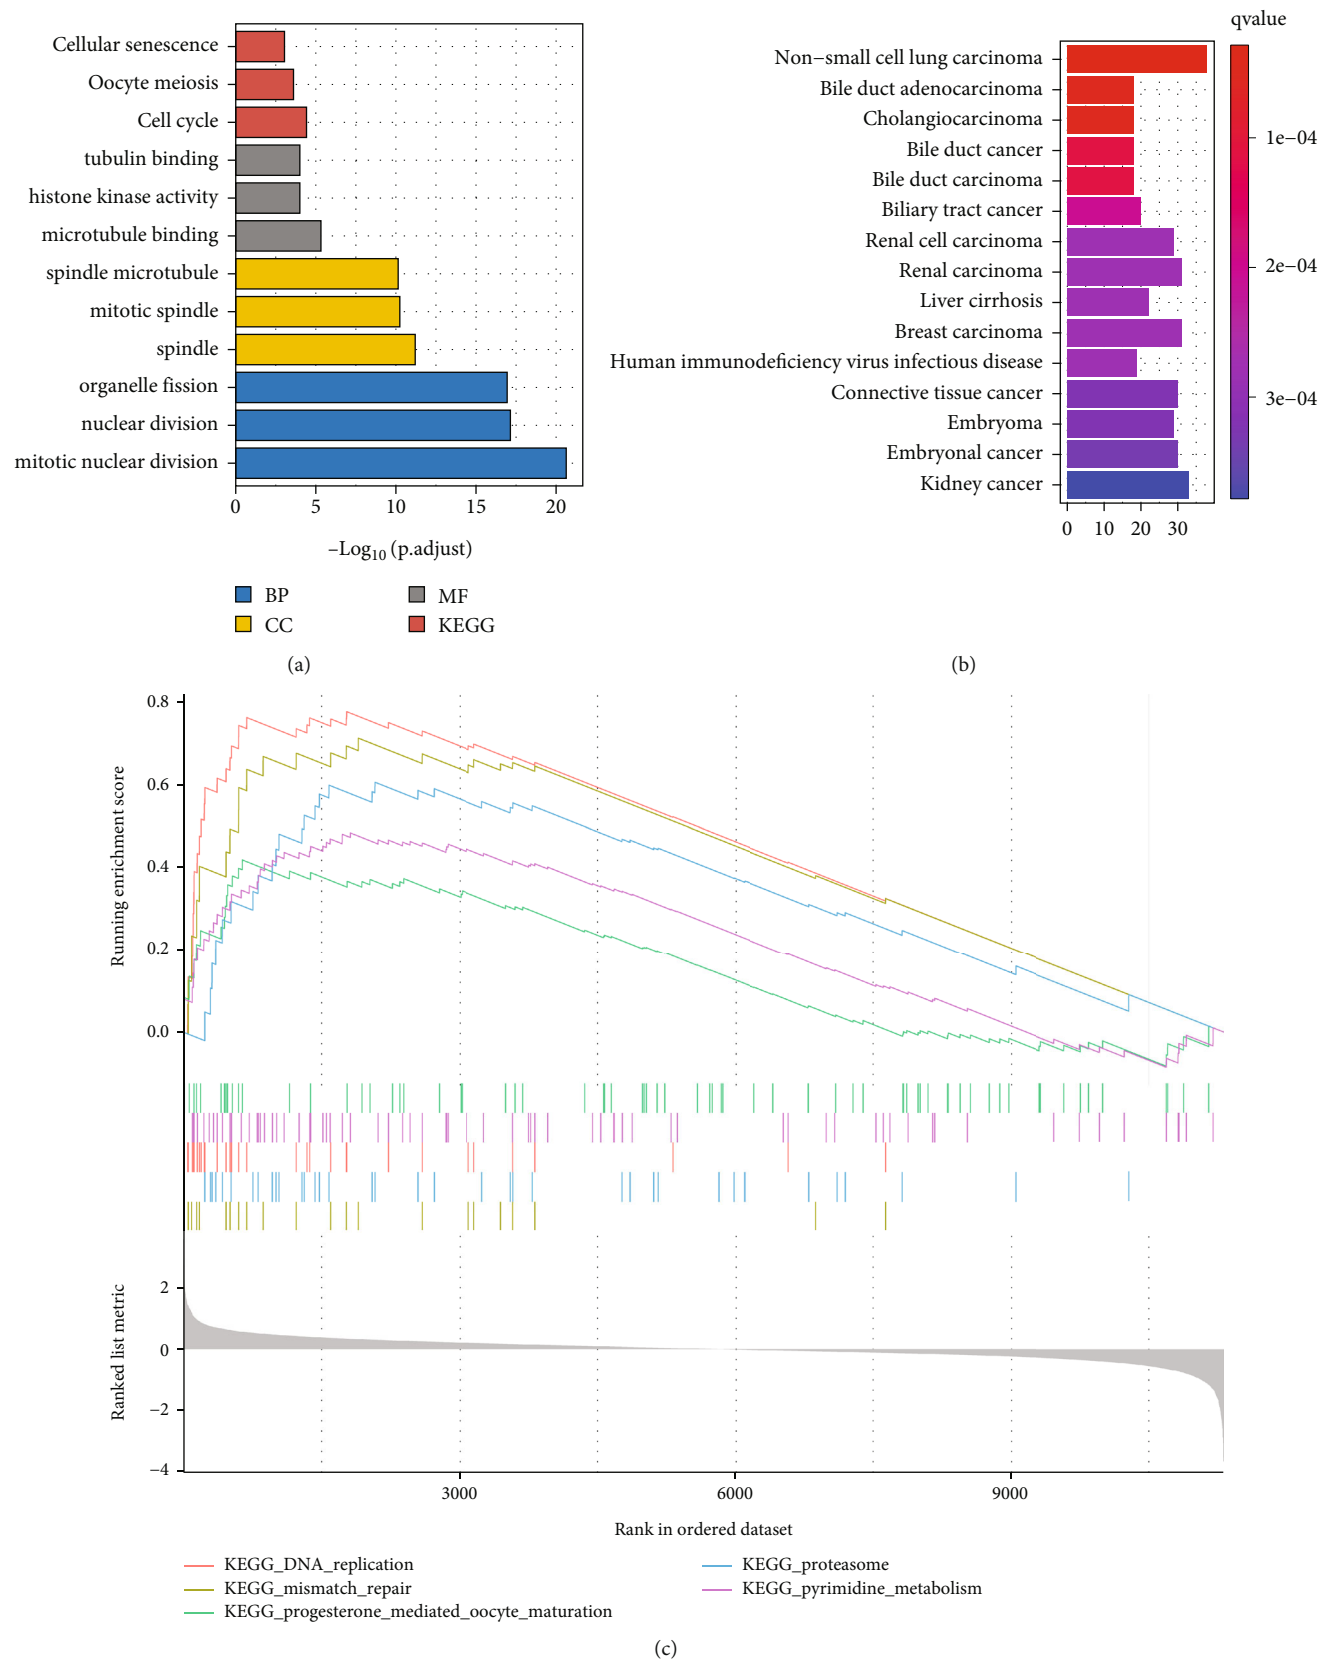 Cellular senescence
Oocyte meiosis
Cell cycle
tubulin binding
histone kinase activity
microtubule binding
spindle microtubule
mitotic spindle
spindle
organelle fission
nuclear division
mitotic nuclear division
0 5 10 15 20
–Log10 (p.adjust)
BP MF
CC KEGG
(a)
qvalue
Non−small cell lung carcinoma
Bile duct adenocarcinoma
Cholangiocarcinoma
Bile duct cancer
Bile duct carcinoma
Biliary tract cancer
Renal cell carcinoma
Renal carcinoma
Liver cirrhosis
Breast carcinoma
Human immunodeficiency virus infectious disease
Connective tissue cancer
Embryoma
Embryonal cancer
Kidney cancer
0 10 20 30
1e−04
2e−04
3e−04
(b)
Running enrichment score
0.8
0.6
0.4
0.2
0.0
Ranked list metric
2
0
−2
−4
3000 6000 9000
Rank in ordered dataset
KEGG_DNA_replication
KEGG_mismatch_repair
KEGG_progesterone_mediated_oocyte_maturation
KEGG_proteasome
KEGG_pyrimidine_metabolism
(c)